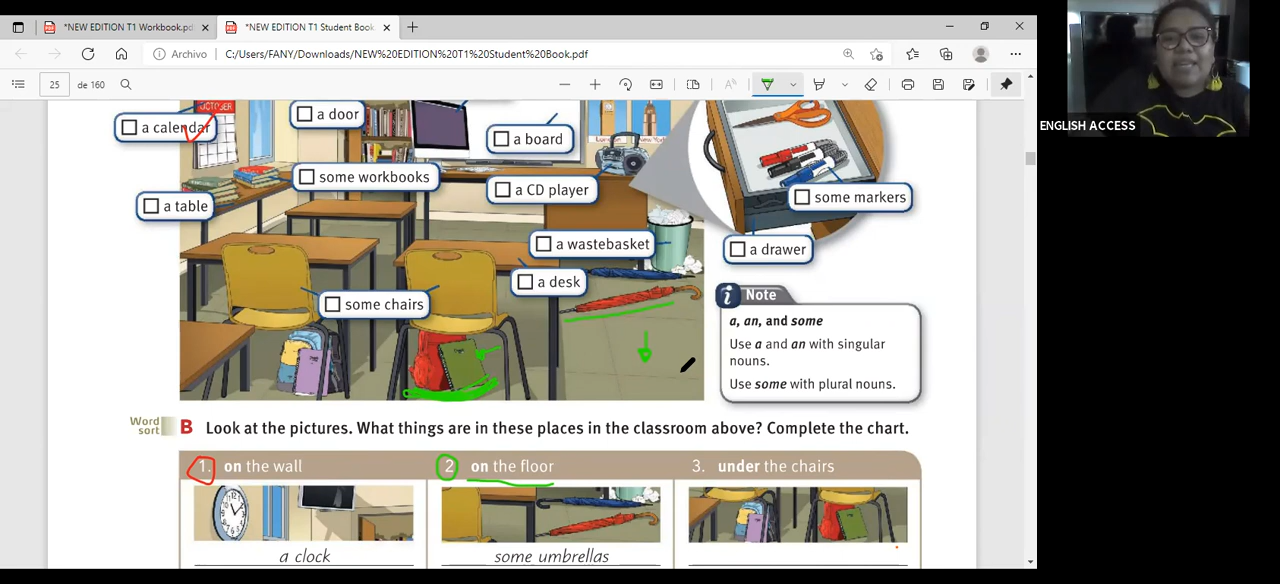 *NEW EDITION T1 Workbook.pd
*NEW EDITION T1 Student Book
Archivo
C:/Users/FANY/Downloads/NEW%20EDITION%20T1%20Student%20Book.pdf
25
de 160
ENGLISH ACCESS
OCTOBER
a calendar
a door
a board
some workbooks
a CD player
some markers
a table
a wastebasket
a drawer
a desk
some chairs
Note
a, an, and some
Use a and an with singular
nouns.
Use some with plural nouns.
Word
sort
B Look at the pictures. What things are in these places in the classroom above? Complete the chart.
1. on the wall
2 on the floor
3. under the chairs
a clock
some umbrellas